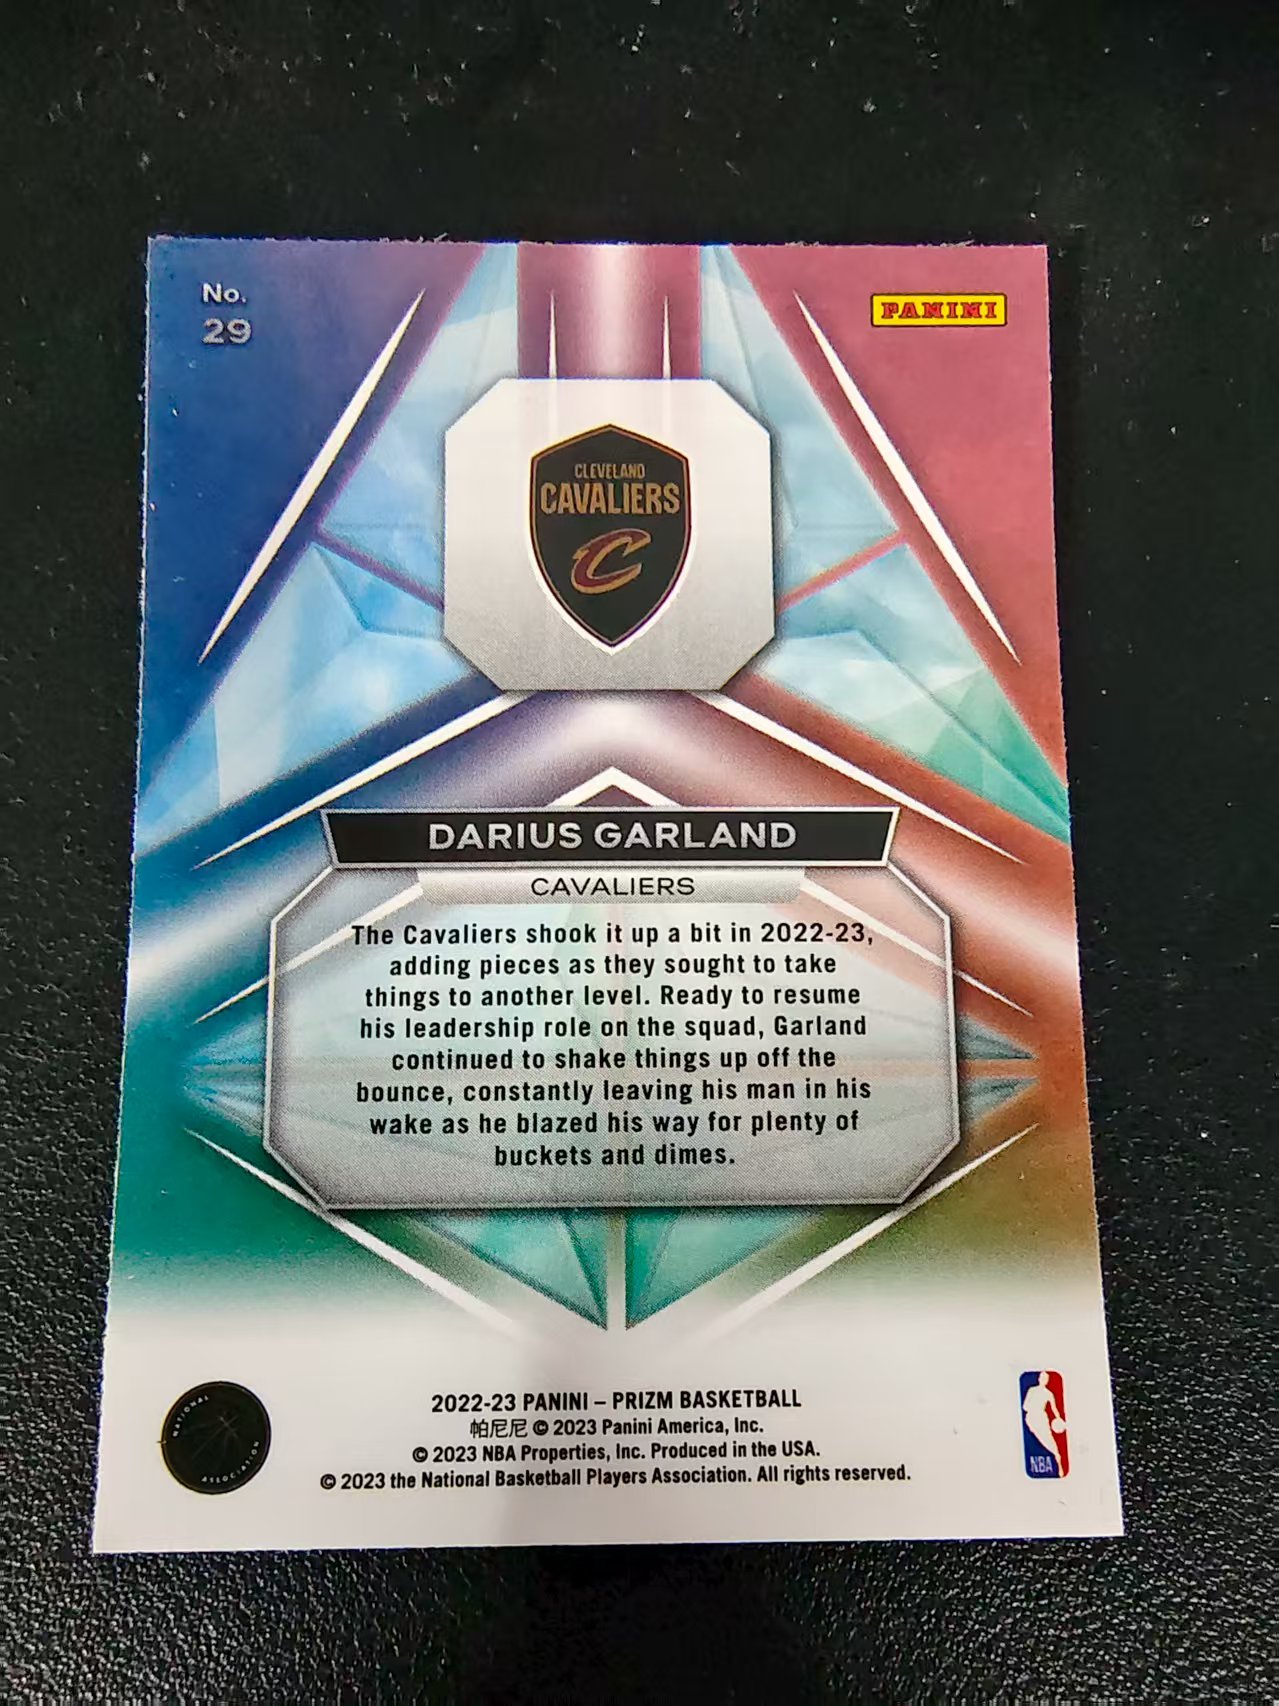 No.
29
PANINI
CLEVELAND
CAVALIERS
C
DARIUS GARLAND
CAVALIERS
The Cavaliers shook it up a bit in 2022-23,
adding pieces as they sought to take
things to another level. Ready to resume
his leadership role on the squad, Garland
continued to shake things up off the
bounce, constantly leaving his man in his
wake as he blazed his way for plenty of
buckets and dimes.
NATIONAL
ASSOCIATION
2022-23 PANINI – PRIZM BASKETBALL
帕尼尼 © 2023 Panini America, Inc.
© 2023 NBA Properties, Inc. Produced in the USA.
© 2023 the National Basketball Players Association. All rights reserved.
NBA